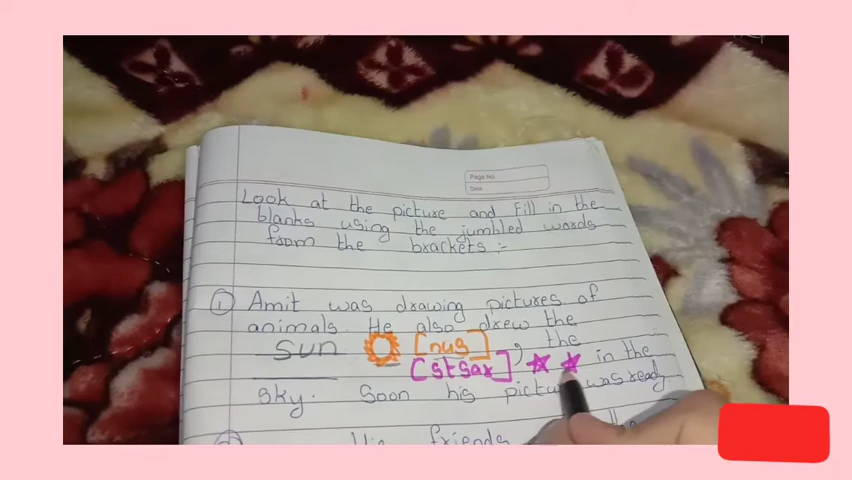 Page No.
Date
Look at the picture and fill in the
blanks using the jumbled words
from the brackets :-
① Amit was drawing pictures of
animals. He also drew the
sun [nus] , the
[stsar] in the
sky. Soon his picture was ready
② His friends